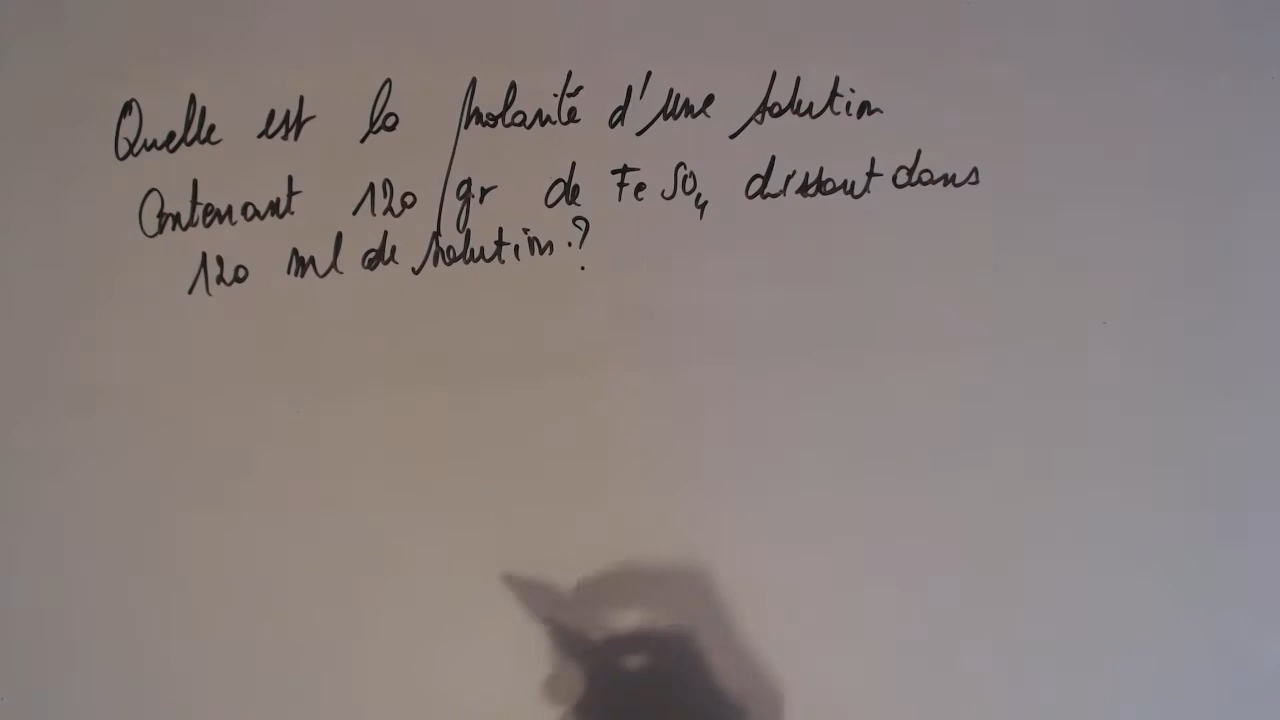 Quelle est la molarité d'une solution
Contenant 120 gr de FeSO4 dissout dans
120 ml de solution.?